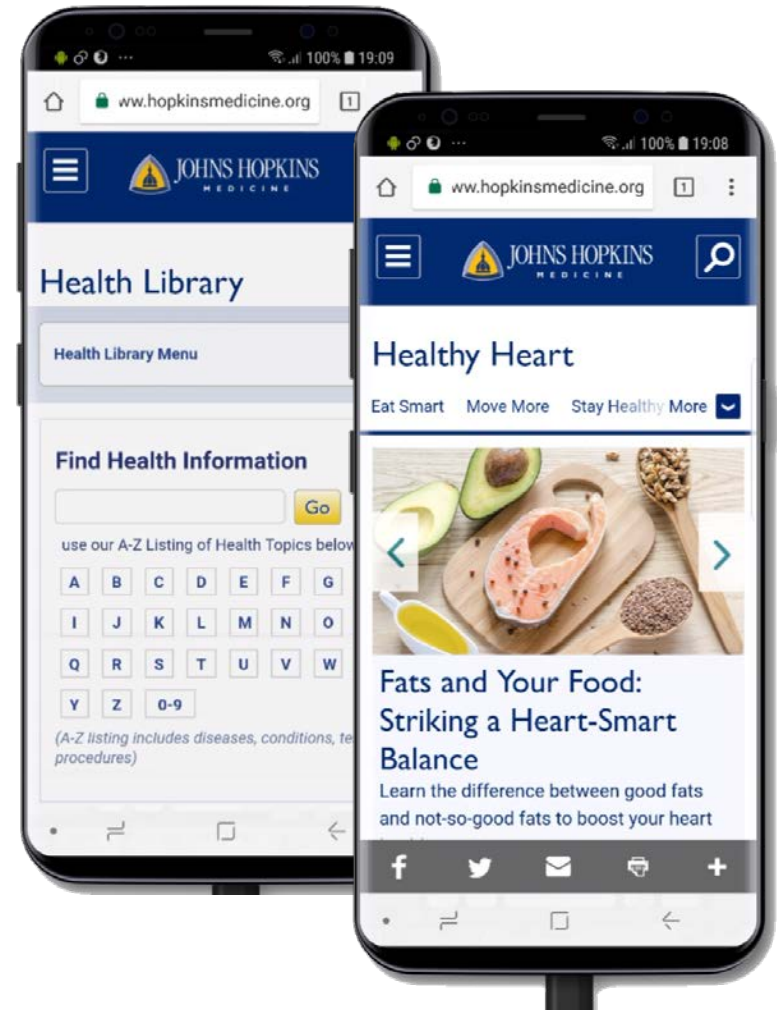 100% 19:09
ww.hopkinsmedicine.org 1
JOHNS HOPKINS
MEDICINE
Health Library
Health Library Menu
Find Health Information
Go
use our A-Z Listing of Health Topics below
A B C D E F G
I J K L M N O
Q R S T U V W
Y Z 0-9
(A-Z listing includes diseases, conditions,
procedures)
100% 19:08
ww.hopkinsmedicine.org 1
JOHNS HOPKINS
MEDICINE
Healthy Heart
Eat Smart Move More Stay Healthy More
Fats and Your Food:
Striking a Heart-Smart
Balance
Learn the difference between good fats
and not-so-good fats to boost your heart